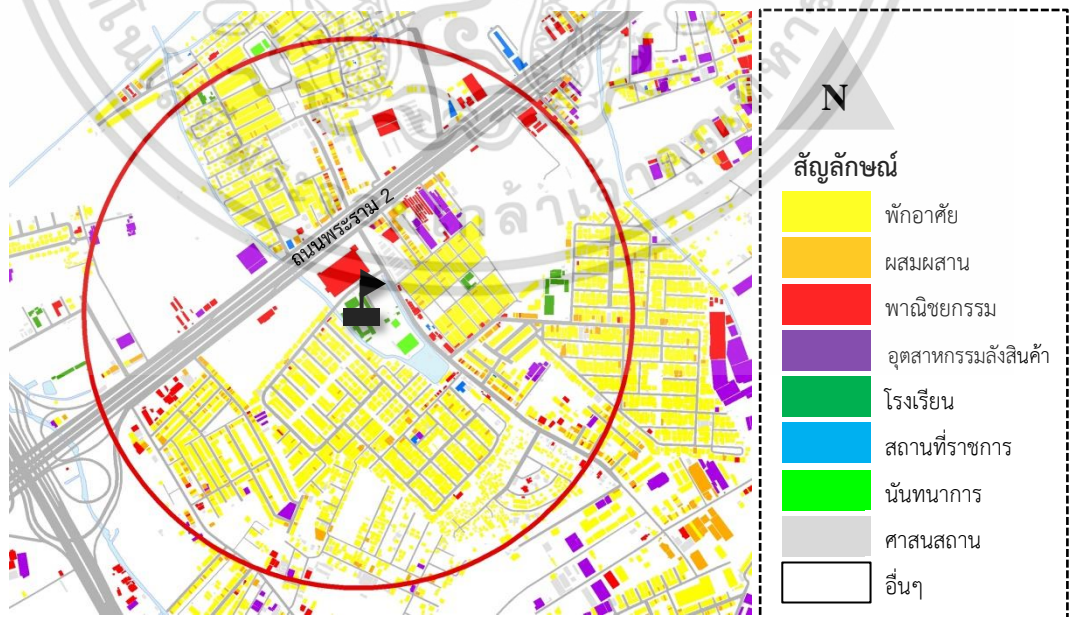 ถนนพระราม 2
N
สัญลักษณ์
พักอาศัย
ผสมผสาน
พาณิชยกรรม
อุตสาหกรรมลังสินค้า
โรงเรียน
สถานที่ราชการ
นันทนาการ
ศาสนสถาน
อื่นๆ